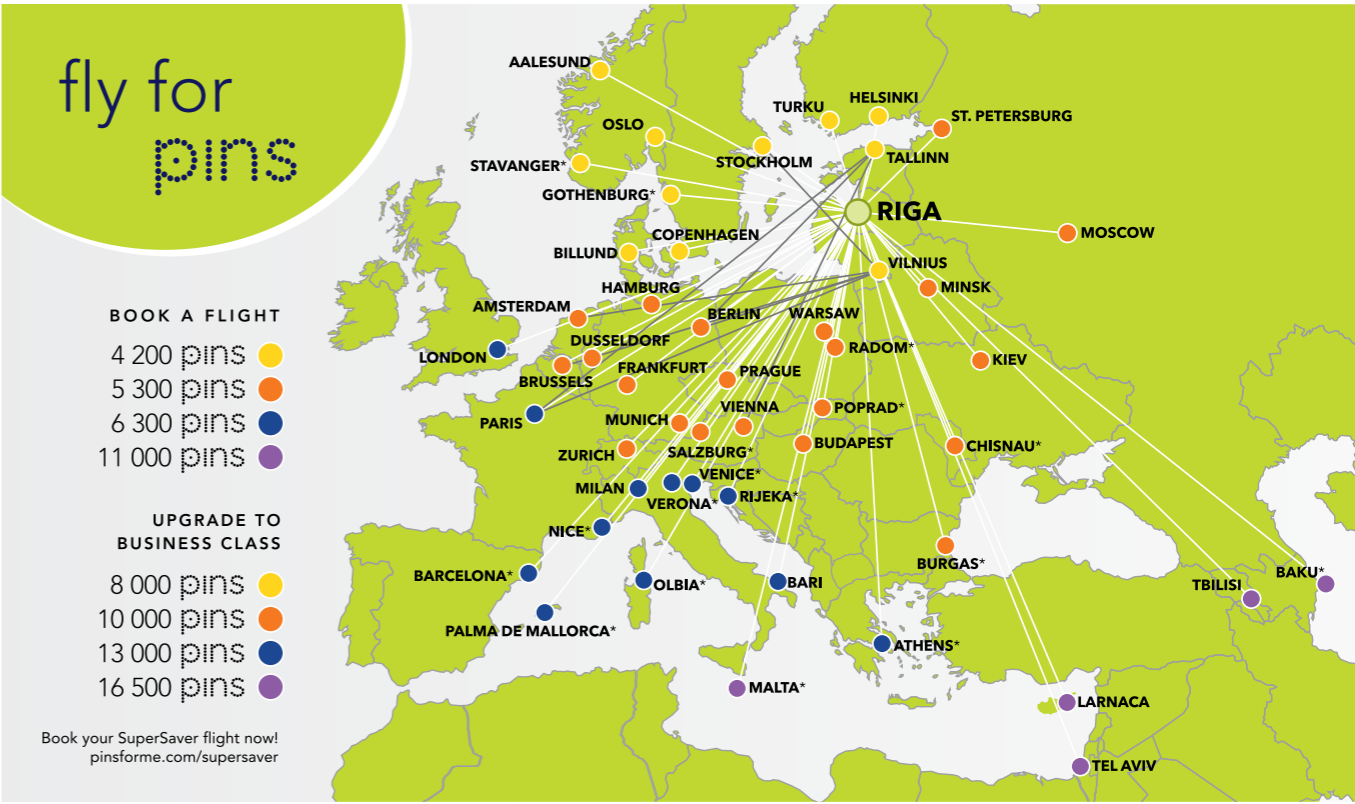 fly for
pins
BOOK A FLIGHT
4 200 pins
5 300 pins
6 300 pins
11 000 pins
UPGRADE TO
BUSINESS CLASS
8 000 pins
10 000 pins
13 000 pins
16 500 pins
Book your SuperSaver flight now!
pinsforme.com/supersaver
AALESUND
TURKU
HELSINKI
ST. PETERSBURG
OSLO
STOCKHOLM
TALLINN
STAVANGER*
GOTHENBURG*
RIGA
MOSCOW
COPENHAGEN
BILLUND
VILNIUS
MINSK
HAMBURG
AMSTERDAM
BERLIN
WARSAW
RADOM*
LONDON
DUSSELDORF
KIEV
BRUSSELS
FRANKFURT
PRAGUE
PARIS
MUNICH
VIENNA
POPRAD*
ZURICH
SALZBURG*
BUDAPEST
CHISNAU*
MILAN
VENICE*
VERONA*
RIJEKA*
NICE*
BURGAS*
BARCELONA*
OLBIA*
BARI
TBILISI
BAKU*
PALMA DE MALLORCA*
ATHENS*
MALTA*
LARNACA
TEL AVIV